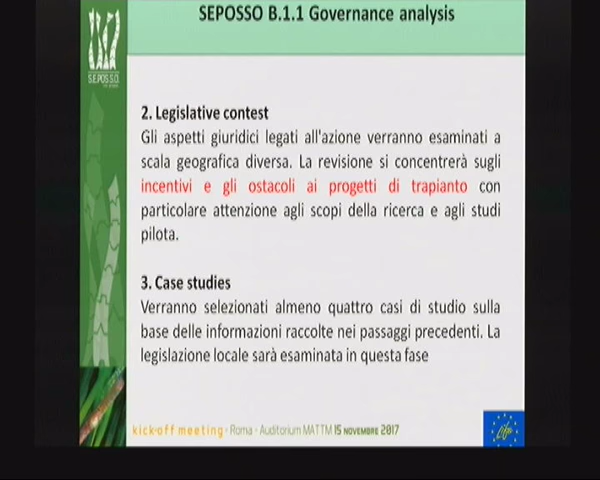 SEPOSSO B.1.1 Governance analysis
S.E.POS.S.O.
2. Legislative contest
Gli aspetti giuridici legati all'azione verranno esaminati a
scala geografica diversa. La revisione si concentrerà sugli
incentivi e gli ostacoli ai progetti di trapianto con
particolare attenzione agli scopi della ricerca e agli studi
pilota.
3. Case studies
Verranno selezionati almeno quattro casi di studio sulla
base delle informazioni raccolte nei passaggi precedenti. La
legislazione locale sarà esaminata in questa fase
kick-off meeting - Roma - Auditorium MATTM 15 NOVEMBRE 2017
Life